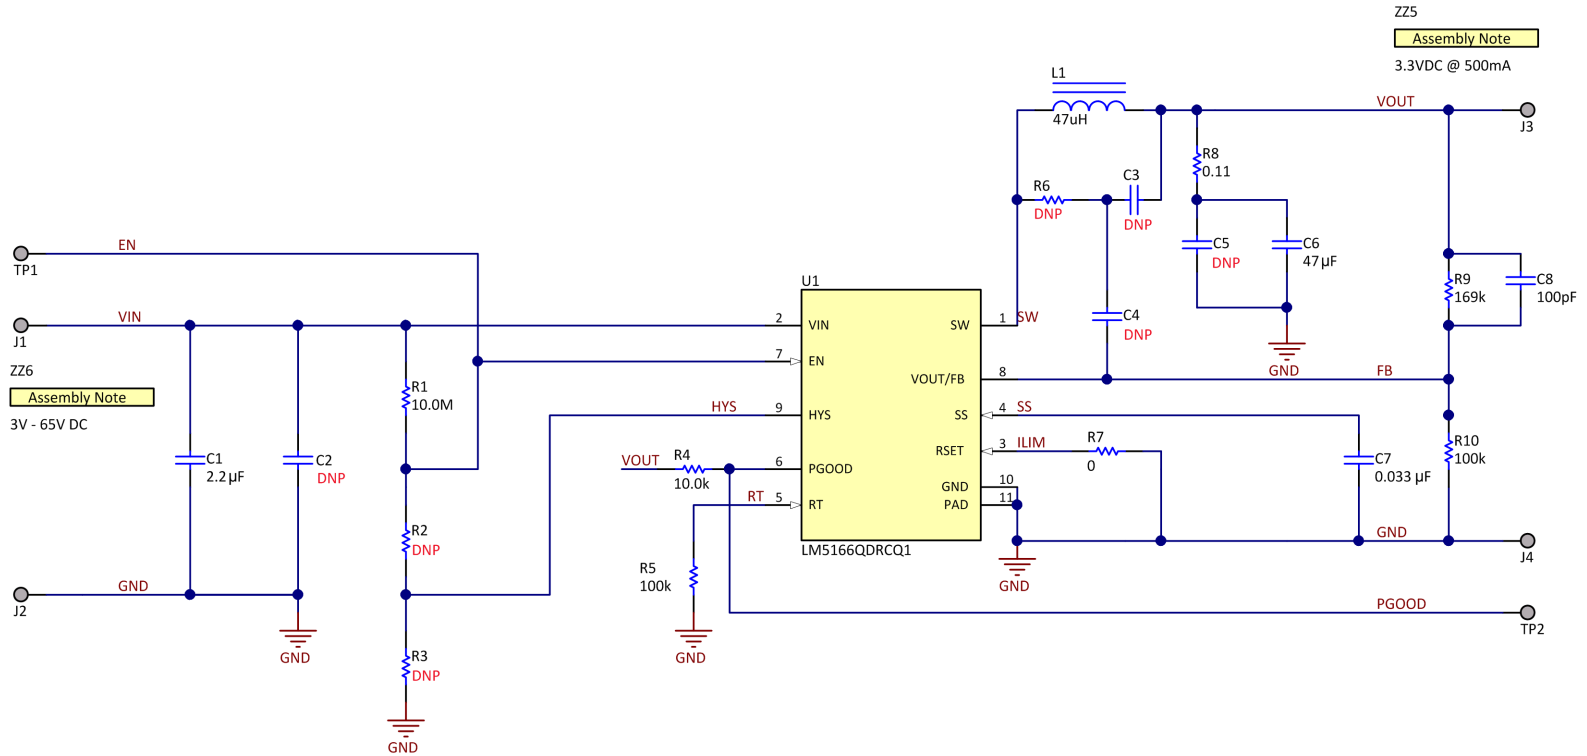 ZZ5
Assembly Note
3.3VDC @ 500mA
L1
47uH
VOUT
J3
R8
0.11
R6
DNP
C3
DNP
EN
TP1
C5
DNP
C6
47µF
R9
169k
C8
100pF
U1
VIN
J1
2
VIN
SW
1
SW
C4
DNP
7
EN
GND
ZZ6
Assembly Note
3V - 65V DC
R1
10.0M
VOUT/FB
8
FB
HYS
9
HYS
SS
4
SS
R10
100k
C1
2.2µF
C2
DNP
VOUT
R4
10.0k
6
PGOOD
RSET
3
ILIM
R7
0
C7
0.033 µF
RT
5
RT
GND
10
PAD
11
R2
DNP
LM5166QDRCQ1
GND
J4
R5
100k
GND
GND
J2
PGOOD
TP2
GND
GND
R3
DNP
GND